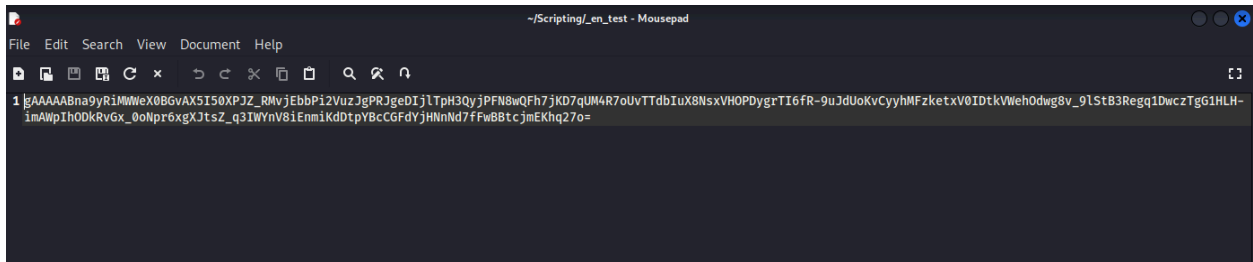 ~/Scripting/_en_test - Mousepad
File Edit Search View Document Help
1 gAAAAABna9yRiMWWeX0BGvAX5I50XPJZ_RMvjEbbPi2VuzJgPRJgeDIjlTpH3QyjPFN8wQFh7jKD7qUM4R7oUvTTdbIuX8NsxVHOPDygrTI6fR-9uJdUoKvCyyhMFzketxV0IDtkVWehOdwg8v_9lStB3Regq1DwczTgG1HLH-
imAWpIhODkRvGx_0oNpr6xgXJtsZ_q3IWYnV8iEnmiKdDtpYBcCGFdYjHNnNd7fFwBBtcjmEKhq27o=